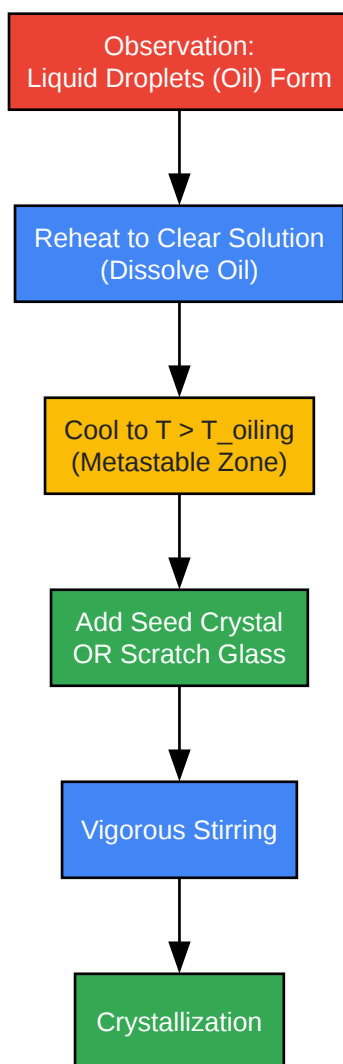 Observation:
Liquid Droplets (Oil) Form
Reheat to Clear Solution
(Dissolve Oil)
Cool to T > T_oiling
(Metastable Zone)
Add Seed Crystal
OR Scratch Glass
Vigorous Stirring
Crystallization